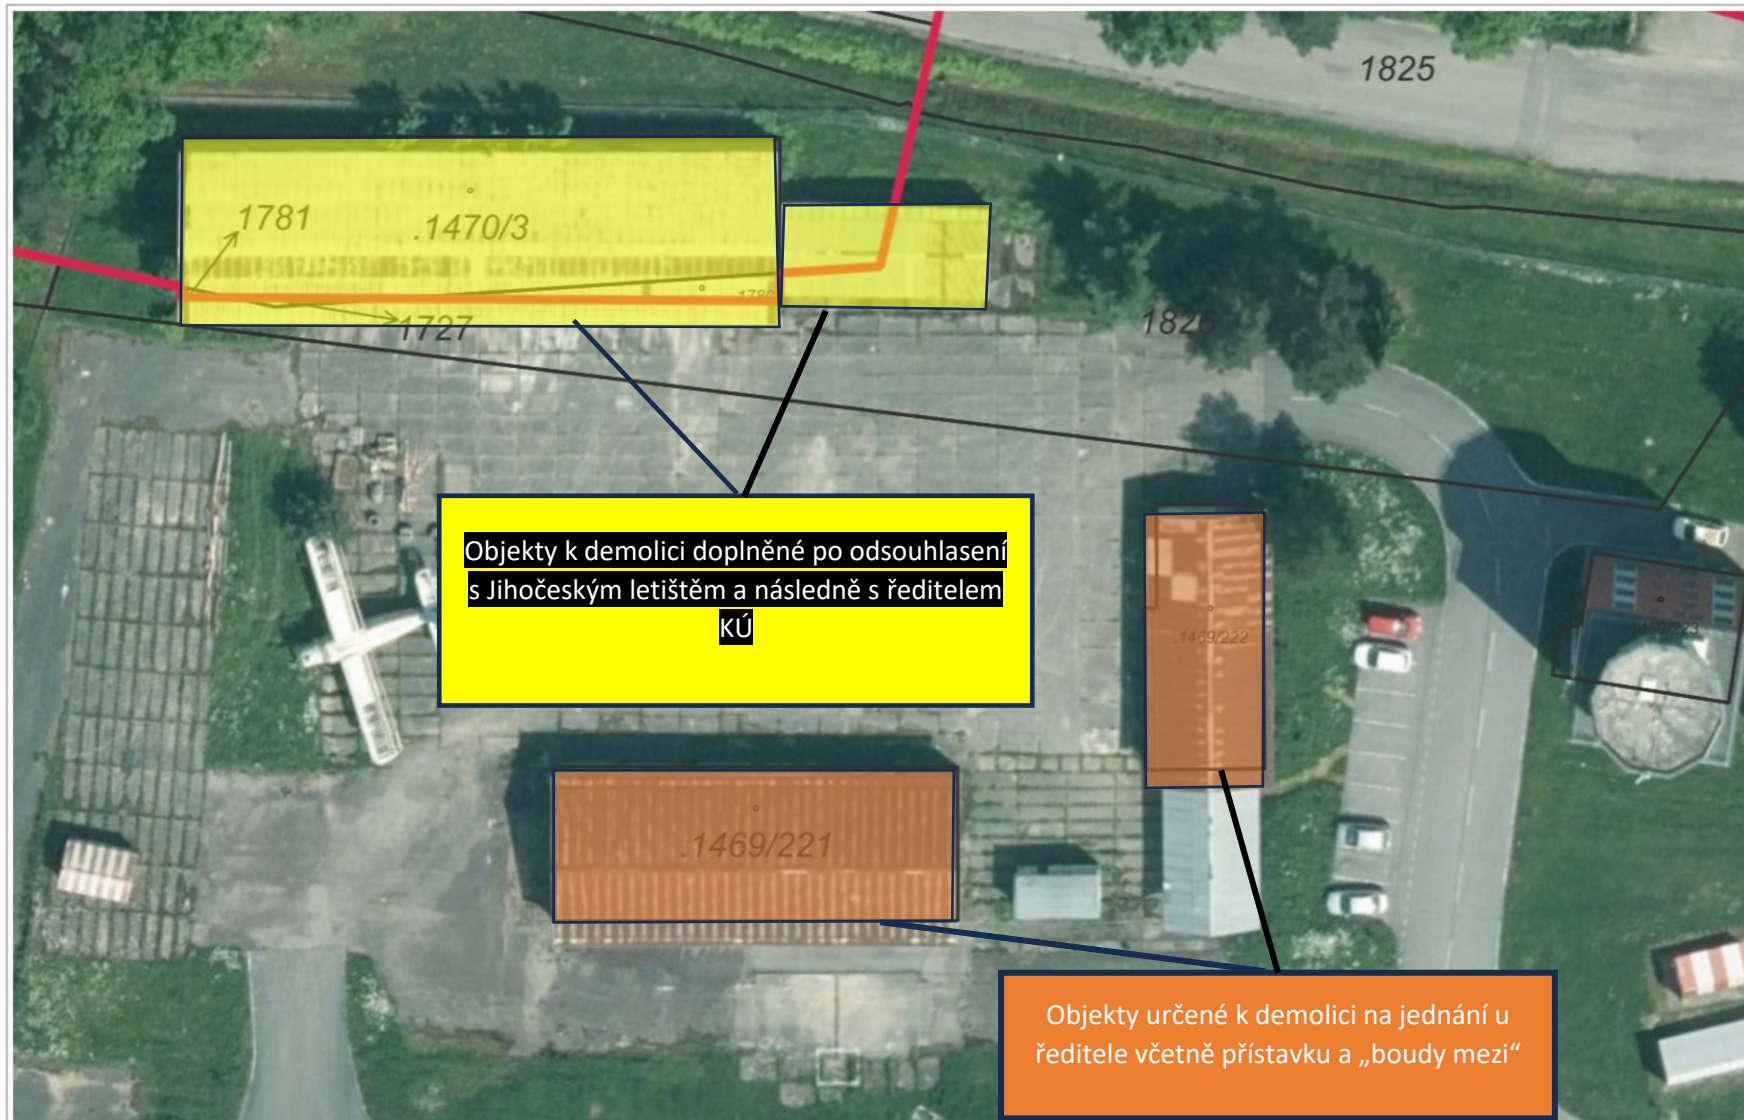 1825
1781
.1470/3
1780
1727
1826
Objekty k demolici doplněné po odsouhlasení
s Jihočeským letištěm a následně s ředitelem
KÚ
.1469/222
.1469/221
Objekty určené k demolici na jednání u
ředitele včetně přístavku a „boudy mezi“